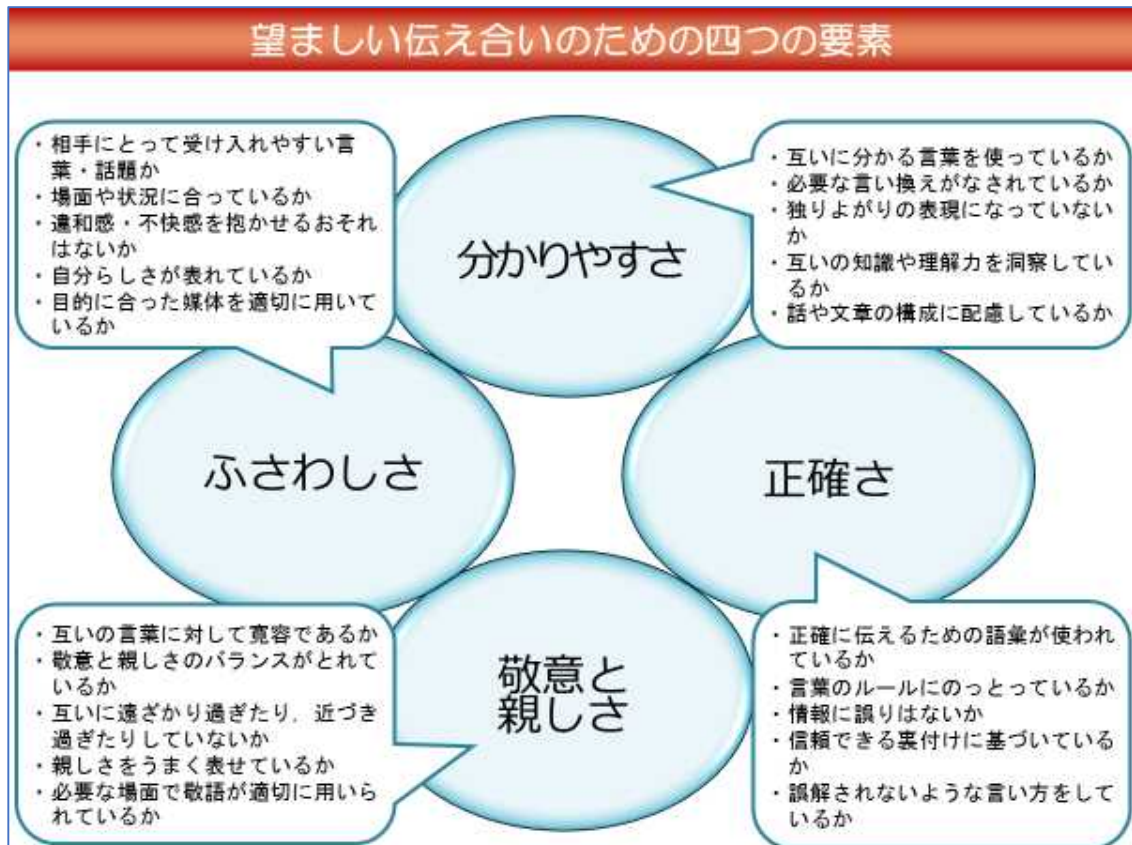 望ましい伝え合いのための四つの要素
・相手にとって受け入れやすい言
葉・話題か
・場面や状況に合っているか
・違和感・不快感を抱かせるおそれ
はないか
・自分らしさが表れているか
・目的に合った媒体を適切に用いて
いるか
分かりやすさ
・互いに分かる言葉を使っているか
・必要な言い換えがなされているか
・独りよがりの表現になっていない
か
・互いの知識や理解力を洞察してい
るか
・話や文章の構成に配慮しているか
ふさわしさ
正確さ
・互いの言葉に対して寛容であるか
・敬意と親しさのバランスがとれて
いるか
・互いに遠ざかり過ぎたり,近づき
過ぎたりしていないか
・親しさをうまく表せているか
・必要な場面で敬語が適切に用いら
れているか
敬意と
親しさ
・正確に伝えるための語彙が使われ
ているか
・言葉のルールにのっとっているか
・情報に誤りはないか
・信頼できる裏付けに基づいている
か
・誤解されないような言い方をして
いるか